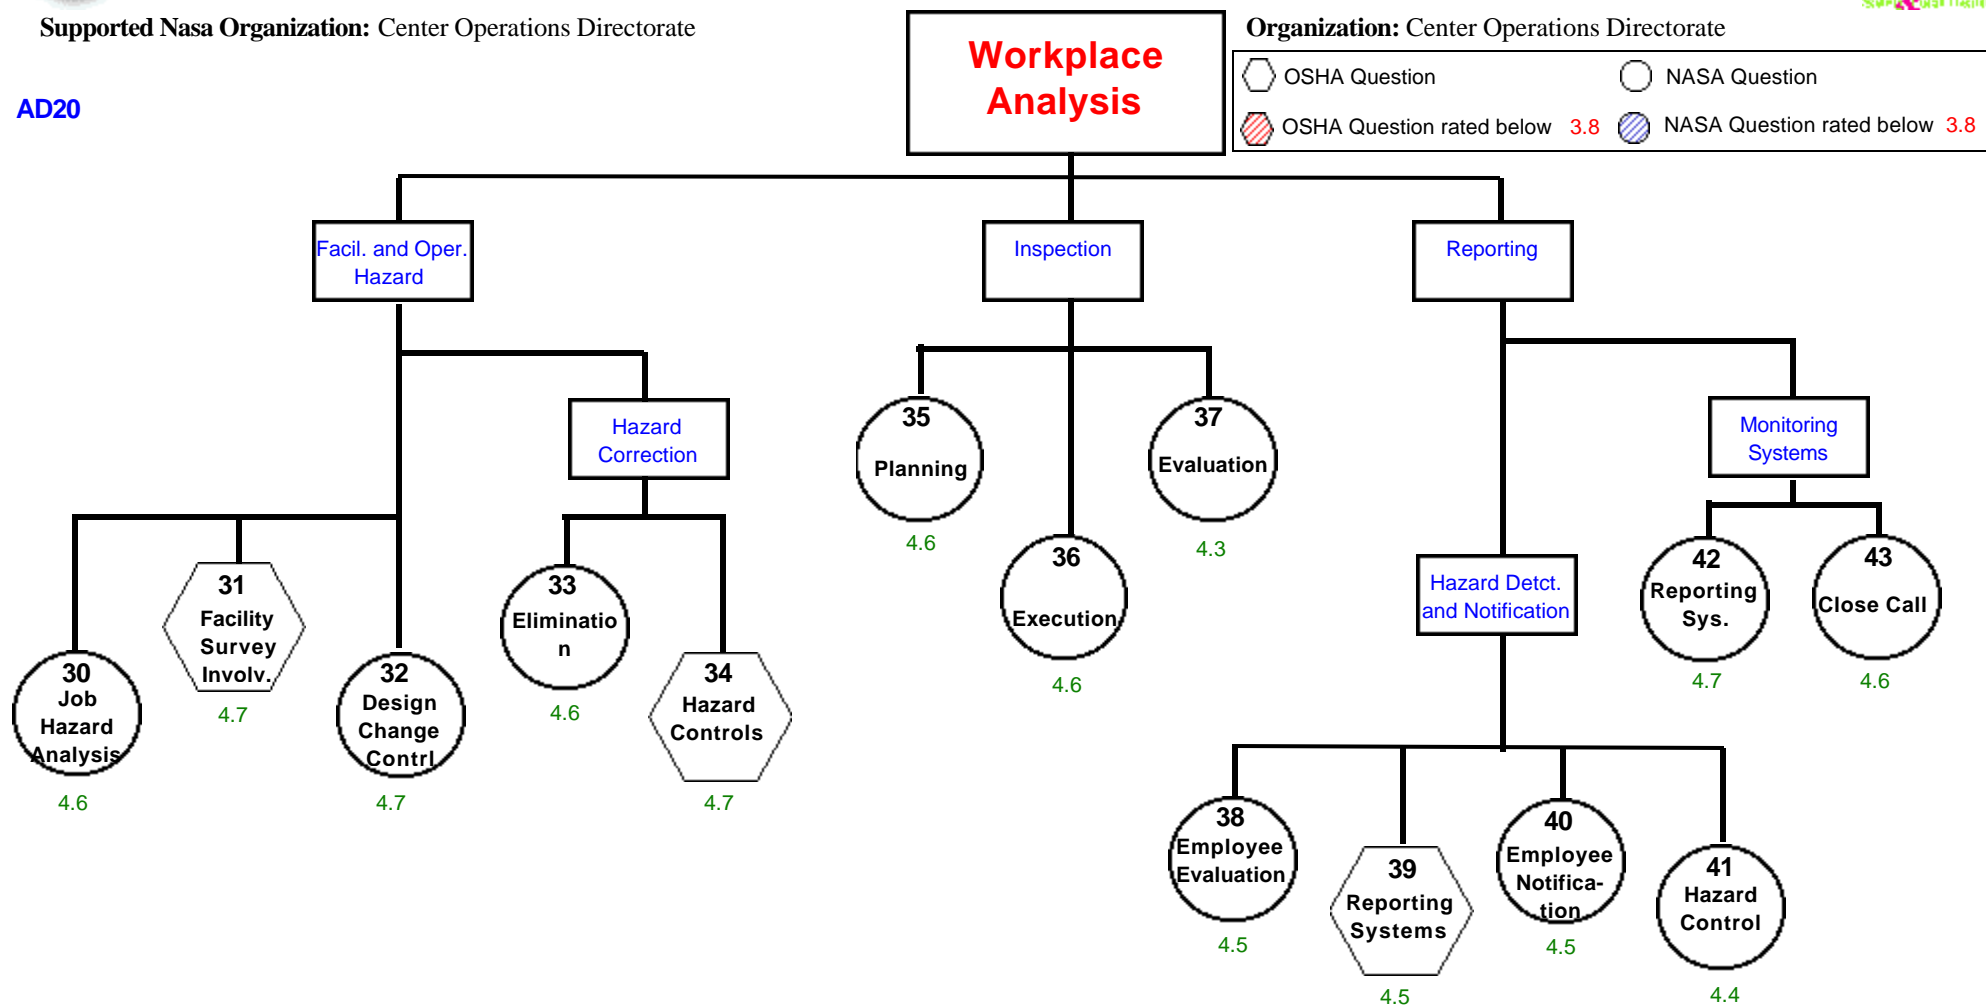 Supported Nasa Organization: Center Operations Directorate
Organization: Center Operations Directorate
AD20
Workplace
Analysis
OSHA Question
NASA Question
OSHA Question rated below 3.8
NASA Question rated below 3.8
Facil. and Oper.
Hazard
Inspection
Reporting
Hazard
Correction
Monitoring
Systems
Hazard Detct.
and Notification
30
Job
Hazard
Analysis
4.6
31
Facility
Survey
Involv.
4.7
32
Design
Change
Contrl
4.7
33
Eliminatio
n
4.6
34
Hazard
Controls
4.7
35
Planning
4.6
36
Execution
4.6
37
Evaluation
4.3
38
Employee
Evaluation
4.5
39
Reporting
Systems
4.5
40
Employee
Notifica-
tion
4.5
41
Hazard
Control
4.4
42
Reporting
Sys.
4.7
43
Close Call
4.6